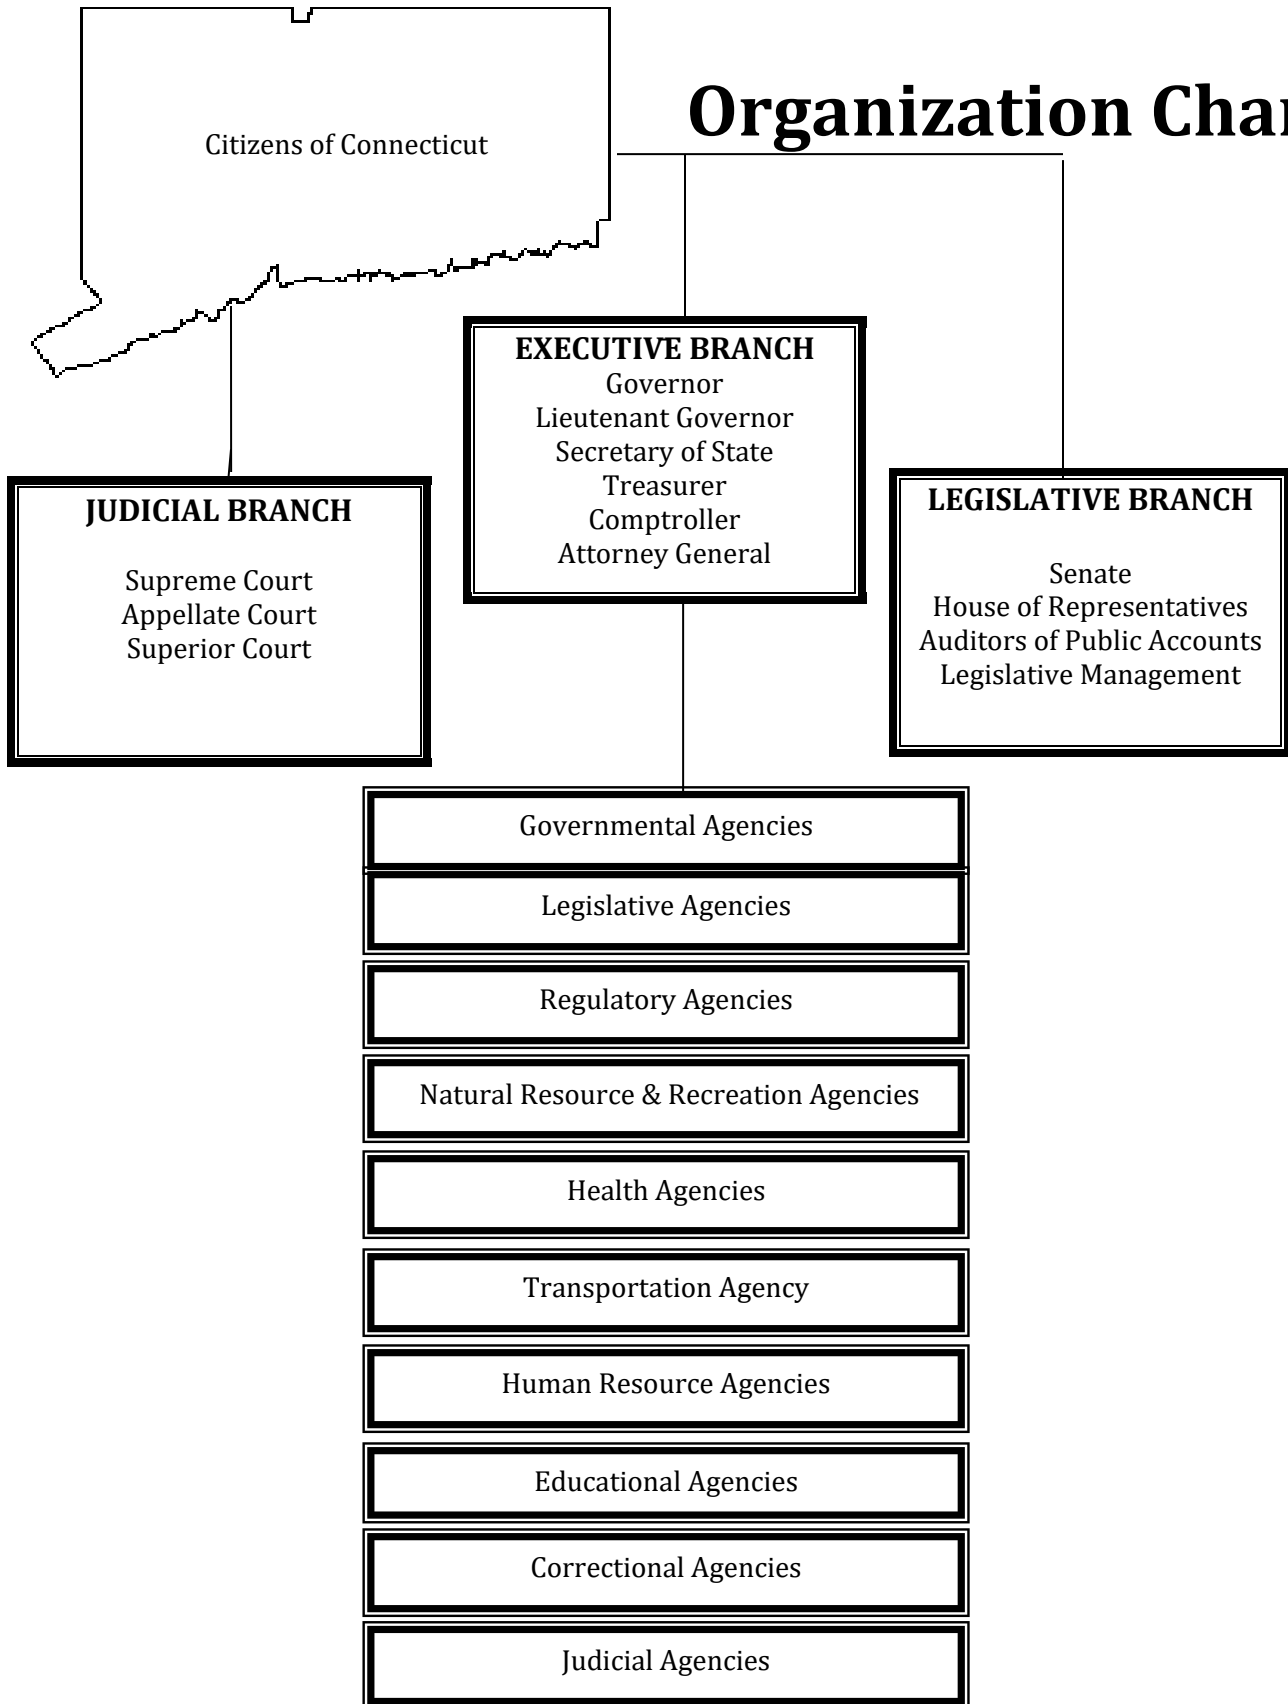 Organization Char
Citizens of Connecticut
EXECUTIVE BRANCH
Governor
Lieutenant Governor
Secretary of State
Treasurer
Comptroller
Attorney General
JUDICIAL BRANCH
Supreme Court
Appellate Court
Superior Court
LEGISLATIVE BRANCH
Senate
House of Representatives
Auditors of Public Accounts
Legislative Management
Governmental Agencies
Legislative Agencies
Regulatory Agencies
Natural Resource & Recreation Agencies
Health Agencies
Transportation Agency
Human Resource Agencies
Educational Agencies
Correctional Agencies
Judicial Agencies